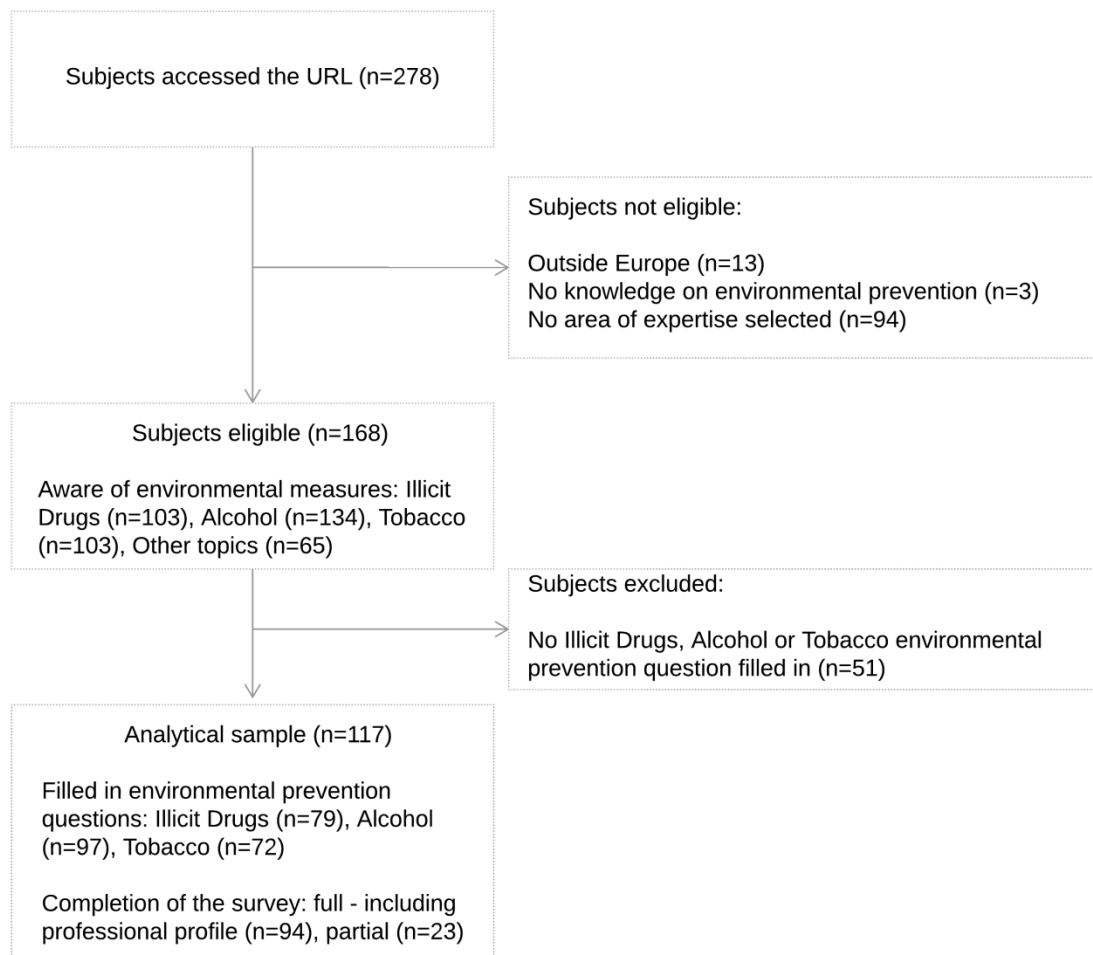 Subjects accessed the URL (n=278)
Subjects not eligible:
Outside Europe (n=13)
No knowledge on environmental prevention (n=3)
No area of expertise selected (n=94)
Subjects eligible (n=168)
Aware of environmental measures: Illicit
Drugs (n=103), Alcohol (n=134), Tobacco
(n=103), Other topics (n=65)
Subjects excluded:
No Illicit Drugs, Alcohol or Tobacco environmental
prevention question filled in (n=51)
Analytical sample (n=117)
Filled in environmental prevention
questions: Illicit Drugs (n=79), Alcohol
(n=97), Tobacco (n=72)
Completion of the survey: full - including
professional profile (n=94), partial (n=23)